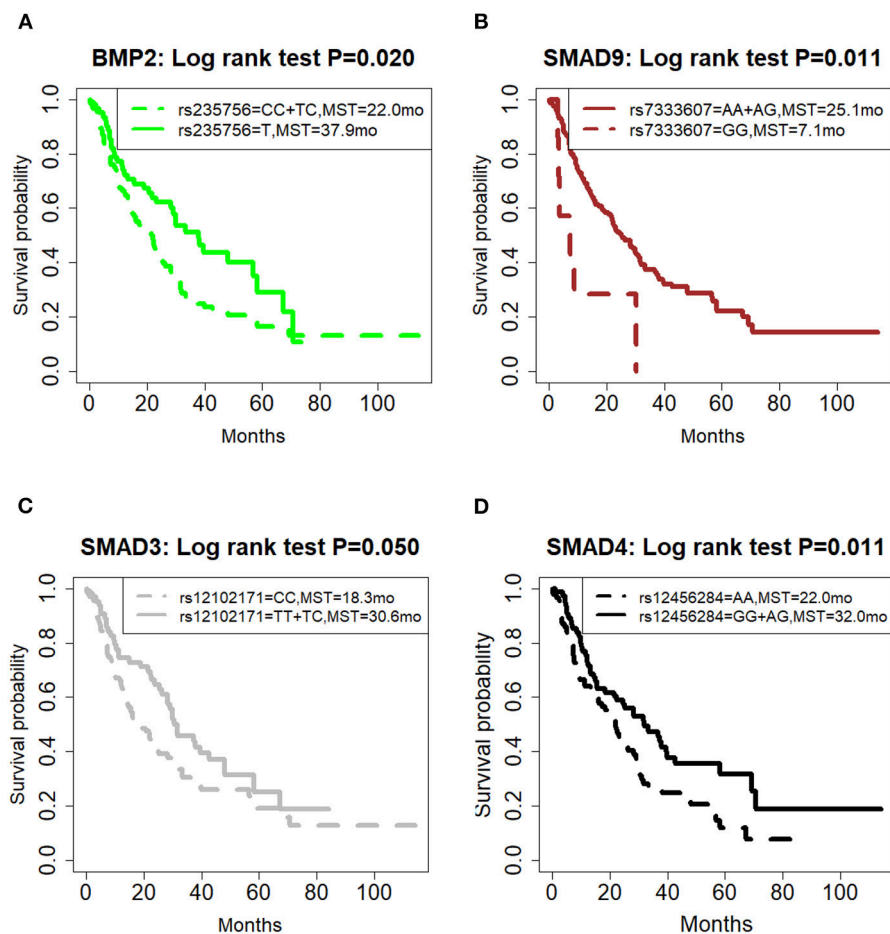 A
BMP2: Log rank test P=0.020
rs235756=CC+TC,MST=22.0mo
rs235756=T,MST=37.9mo
Survival probability
0.0 0.2 0.4 0.6 0.8 1.0
0 20 40 60 80 100
Months
B
SMAD9: Log rank test P=0.011
rs7333607=AA+AG,MST=25.1mo
rs7333607=GG,MST=7.1mo
Survival probability
0.0 0.2 0.4 0.6 0.8 1.0
0 20 40 60 80 100
Months
C
SMAD3: Log rank test P=0.050
rs12102171=CC,MST=18.3mo
rs12102171=TT+TC,MST=30.6mo
Survival probability
0.0 0.2 0.4 0.6 0.8 1.0
0 20 40 60 80 100
Months
D
SMAD4: Log rank test P=0.011
rs12456284=AA,MST=22.0mo
rs12456284=GG+AG,MST=32.0mo
Survival probability
0.0 0.2 0.4 0.6 0.8 1.0
0 20 40 60 80 100
Months